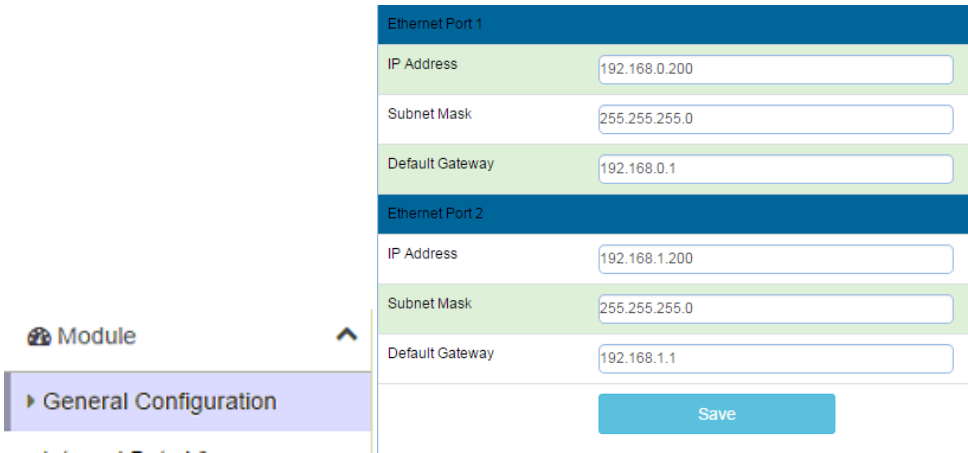 Ethernet Port 1
IP Address 192.168.0.200
Subnet Mask 255.255.255.0
Default Gateway 192.168.0.1
Ethernet Port 2
IP Address 192.168.1.200
Subnet Mask 255.255.255.0
Default Gateway 192.168.1.1
Save
Module
General Configuration